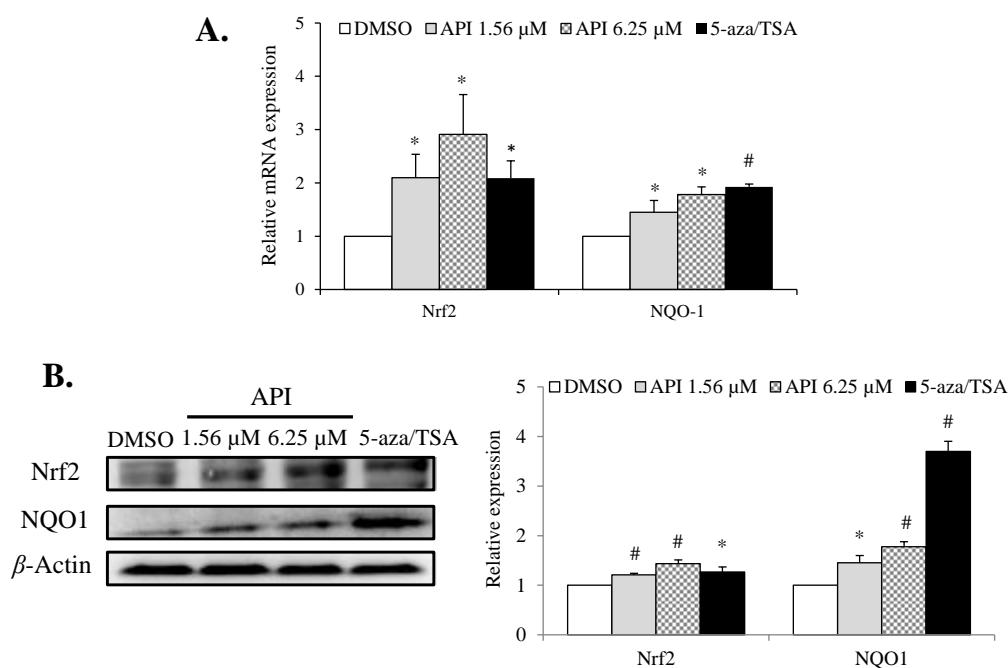 A.
DMSO API 1.56 µM API 6.25 µM 5-aza/TSA
Relative mRNA expression
5
4
3
2
1
0
* * * * * #
Nrf2 NQO-1
B.
API
DMSO 1.56 µM 6.25 µM 5-aza/TSA
Nrf2
NQO1
β-Actin
DMSO API 1.56 µM API 6.25 µM 5-aza/TSA
Relative expression
5
4
3
2
1
0
# # * * # #
Nrf2 NQO1